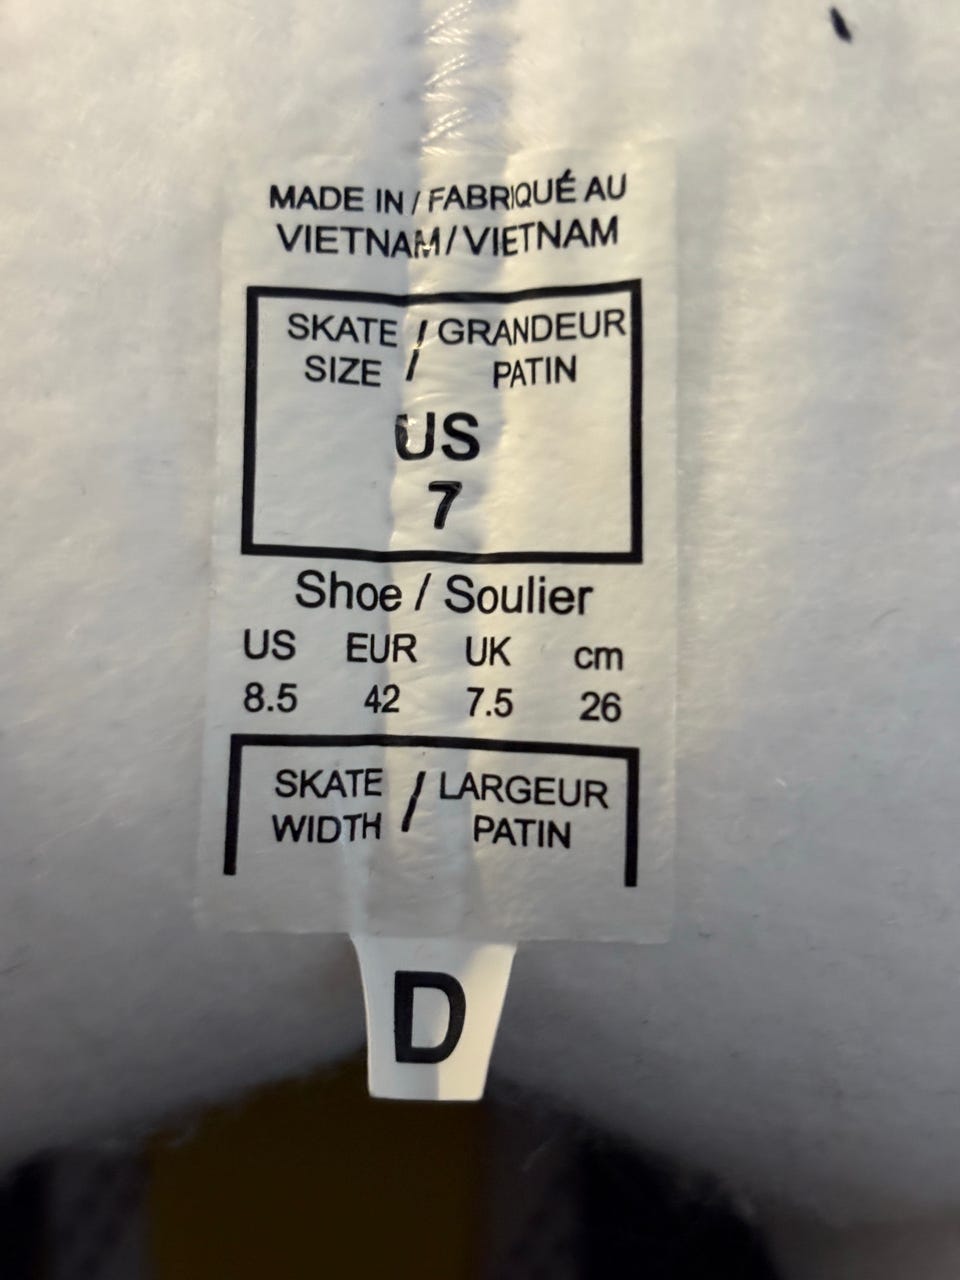 MADE IN / FABRIQUÉ AU
VIETNAM / VIETNAM
SKATE / GRANDEUR
SIZE / PATIN
US
7
Shoe / Soulier
US EUR UK cm
8.5 42 7.5 26
SKATE / LARGEUR
WIDTH / PATIN
D